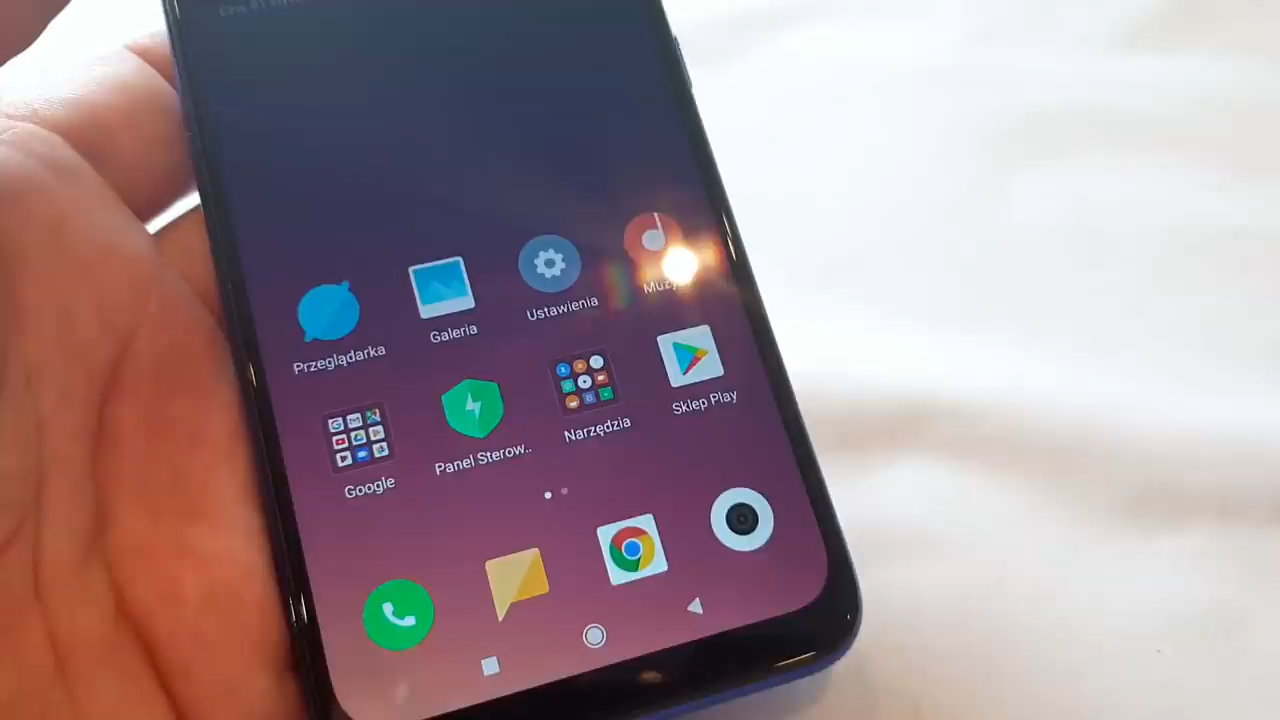 Przeglądarka
Galeria
Ustawienia
Google
Panel Sterow..
Narzędzia
Sklep Play